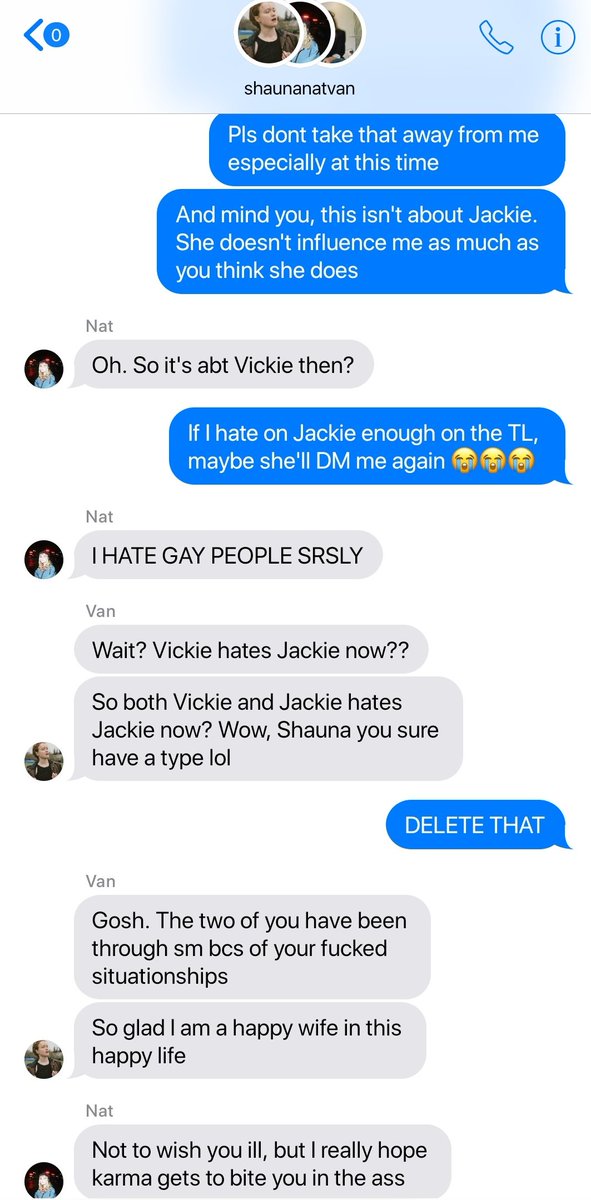 0
shaunanatvan
Pls dont take that away from me
especially at this time
And mind you, this isn't about Jackie.
She doesn't influence me as much as
you think she does
Nat
Oh. So it's abt Vickie then?
If I hate on Jackie enough on the TL,
maybe she'll DM me again 😭😭😭
Nat
I HATE GAY PEOPLE SRSLY
Van
Wait? Vickie hates Jackie now??
So both Vickie and Jackie hates
Jackie now? Wow, Shauna you sure
have a type lol
DELETE THAT
Van
Gosh. The two of you have been
through sm bcs of your fucked
situationships
So glad I am a happy wife in this
happy life
Nat
Not to wish you ill, but I really hope
karma gets to bite you in the ass